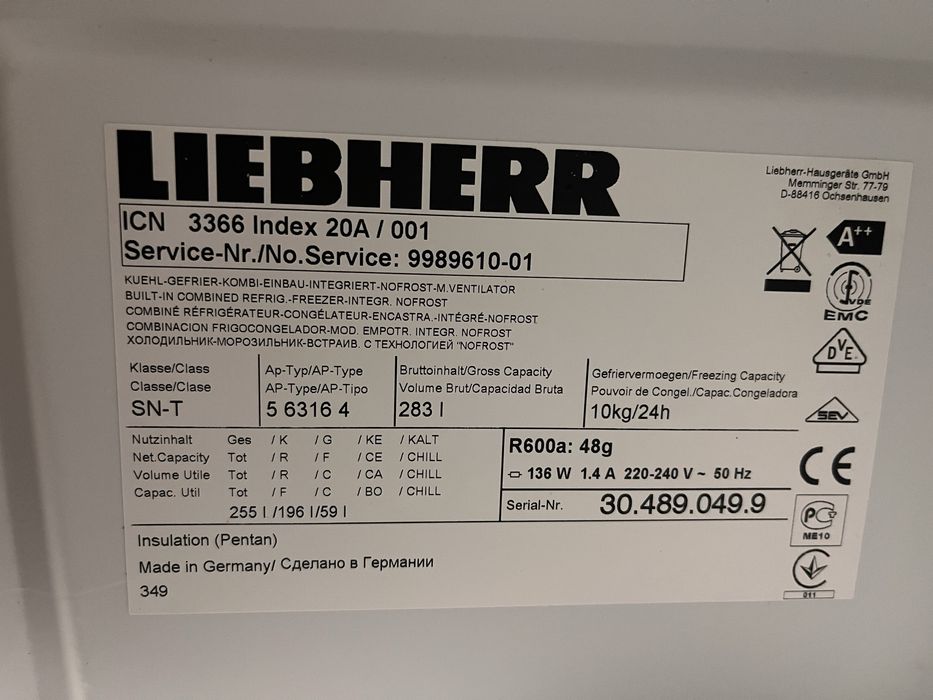 LIEBHERR
Liebherr-Hausgeräte GmbH
Memminger Str. 77-79
D-88416 Ochsenhausen
ICN 3366 Index 20A / 001
Service-Nr./No.Service: 9989610-01
A++
KUEHL-GEFRIER-KOMBI-EINBAU-INTEGRIERT-NOFROST-M.VENTILATOR
BUILT-IN COMBINED REFRIG.-FREEZER-INTEGR. NOFROST
COMBINÉ RÉFRIGÉRATEUR-CONGÉLATEUR-ENCASTRA.-INTÉGRÉ-NOFROST
COMBINACION FRIGOCONGELADOR-MOD. EMPOTR. INTEGR. NOFROST
ХОЛОДИЛЬНИК-МОРОЗИЛЬНИК-ВСТРАИВ. С ТЕХНОЛОГИЕЙ "NOFROST"
VDE
EMC
DVE
Klasse/Class
Classe/Clase
SN-T
Ap-Typ/AP-Type
AP-Type/AP-Tipo
5 6316 4
Bruttoinhalt/Gross Capacity
Volume Brut/Capacidad Bruta
283 l
Gefriervermoegen/Freezing Capacity
Pouvoir de Congel./Capac.Congeladora
10kg/24h
SEV
Nutzinhalt Ges / K / G / KE / KALT
Net.Capacity Tot / R / F / CE / CHILL
Volume Utile Tot / R / C / CA / CHILL
Capac. Util Tot / F / C / BO / CHILL
255 l /196 l/59 l
R600a: 48g
136 W 1.4 A 220-240 V ~ 50 Hz
Serial-Nr. 30.489.049.9
CE
PC
ME10
011
Insulation (Pentan)
Made in Germany/ Сделано в Германии
349